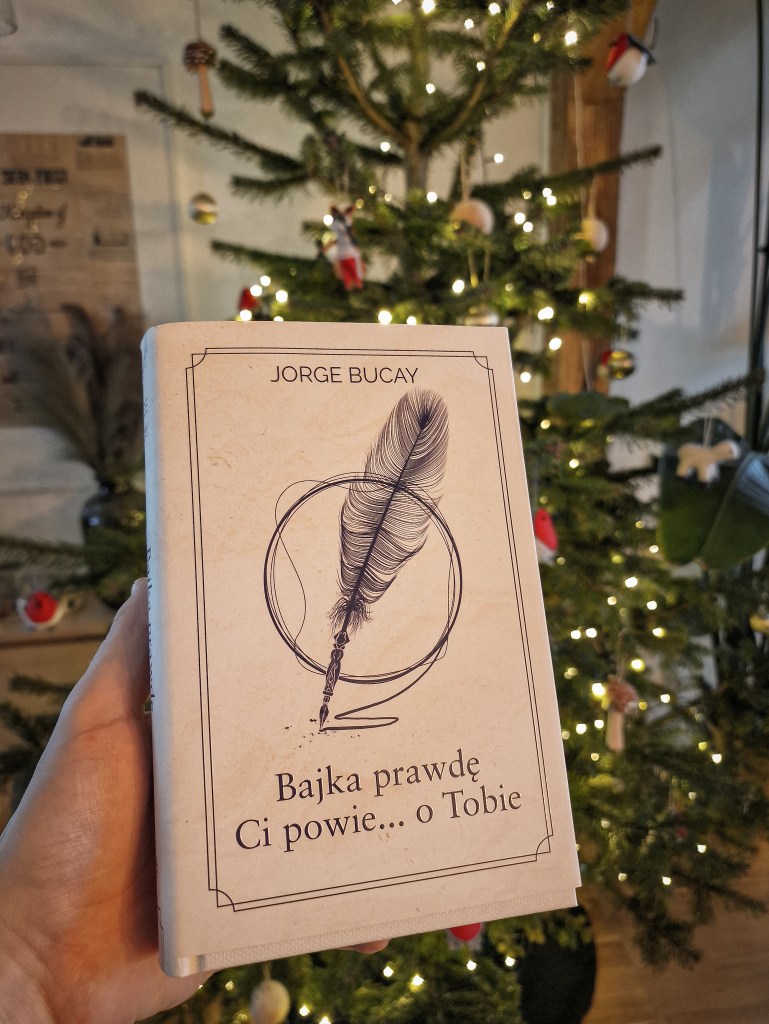 JORGE BUCAY
Bajka prawdę
Ci powie... o Tobie